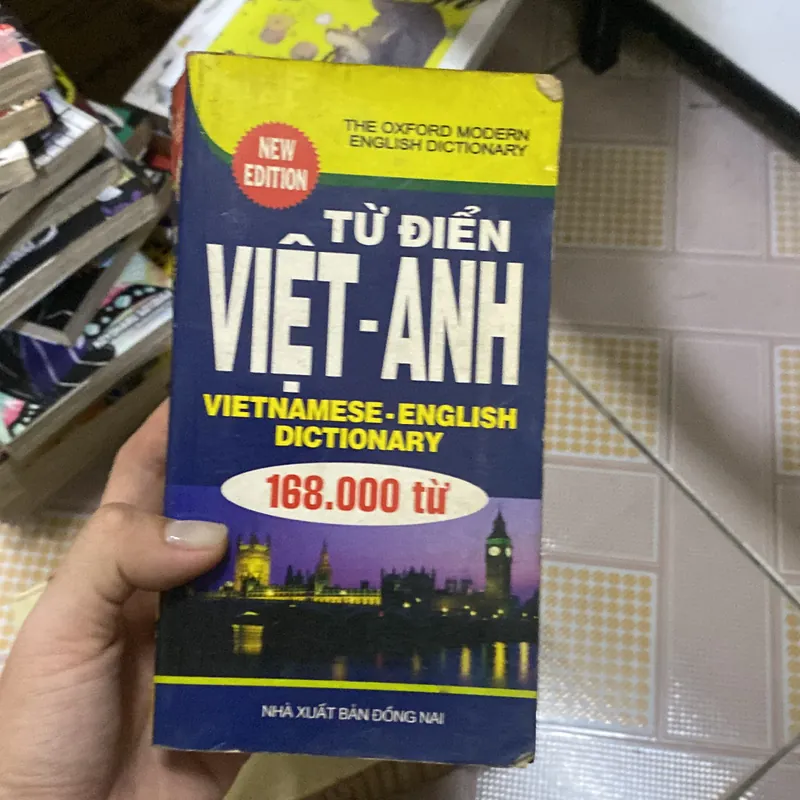 THE OXFORD MODERN
ENGLISH DICTIONARY
NEW
EDITION
TỪ ĐIỂN
VIỆT-ANH
VIETNAMESE-ENGLISH
DICTIONARY
168.000 từ
NHÀ XUẤT BẢN ĐỒNG NAI